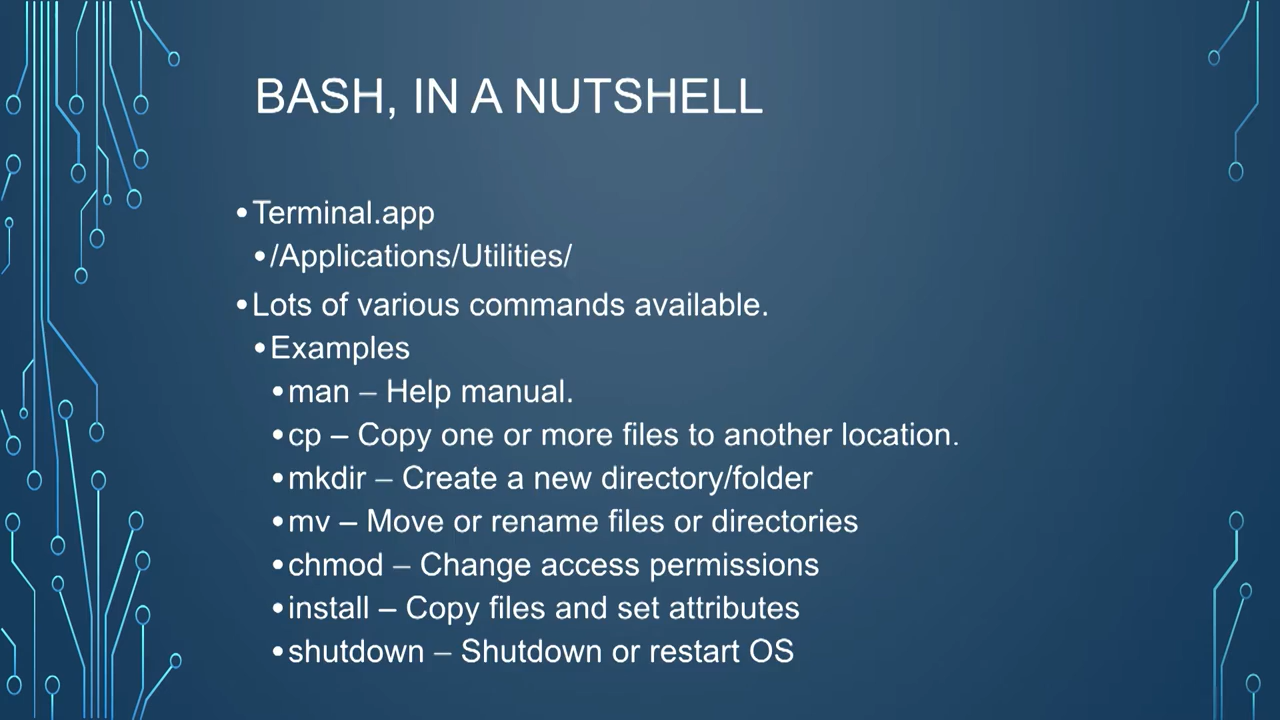 BASH, IN A NUTSHELL
•Terminal.app
•/Applications/Utilities/
•Lots of various commands available.
•Examples
•man – Help manual.
•cp – Copy one or more files to another location.
•mkdir – Create a new directory/folder
•mv – Move or rename files or directories
•chmod – Change access permissions
•install – Copy files and set attributes
•shutdown – Shutdown or restart OS